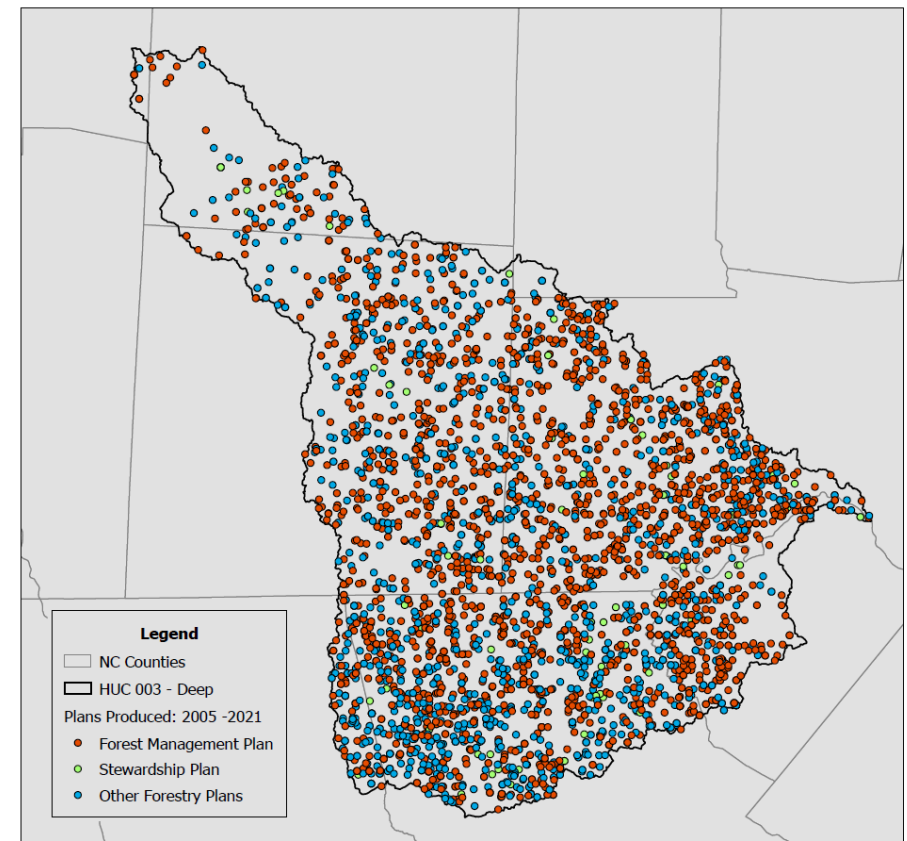 Legend
NC Counties
HUC 003 - Deep
Plans Produced: 2005 -2021
Forest Management Plan
Stewardship Plan
Other Forestry Plans